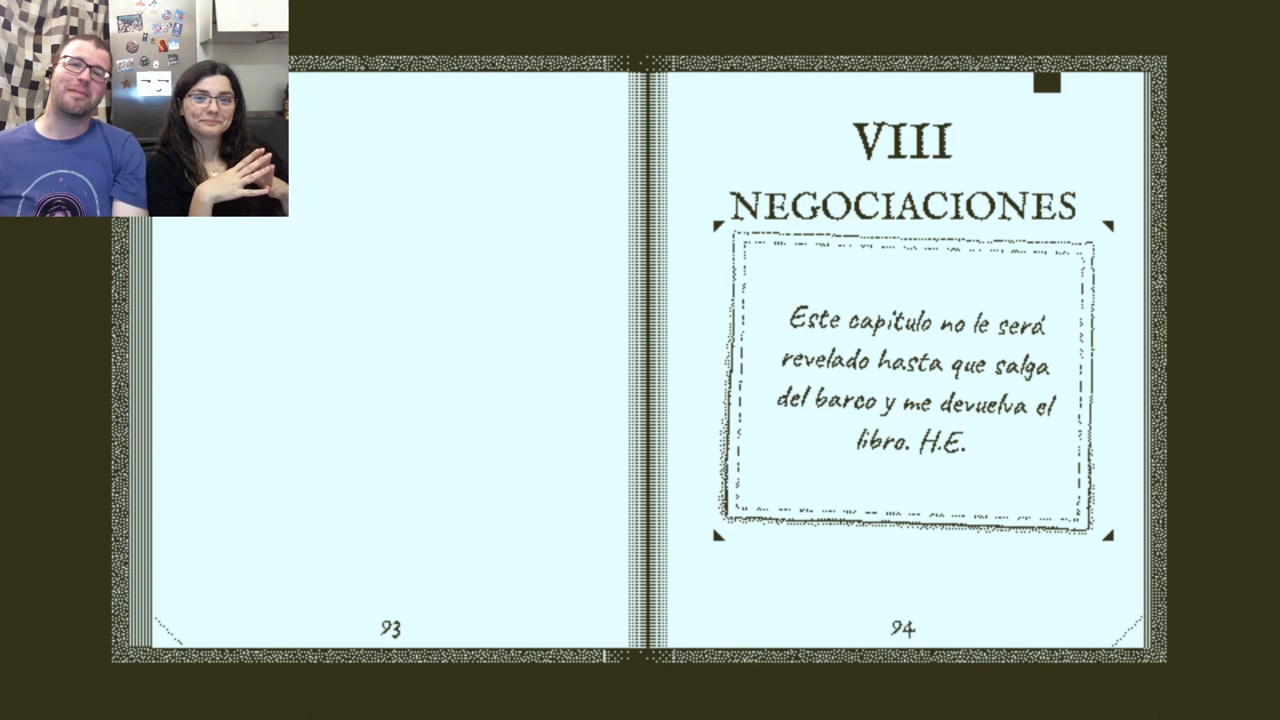 VIII
NEGOCIACIONES
Este capítulo no le será
revelado hasta que salga
del barco y me devuelva el
libro. H.E.
93
94